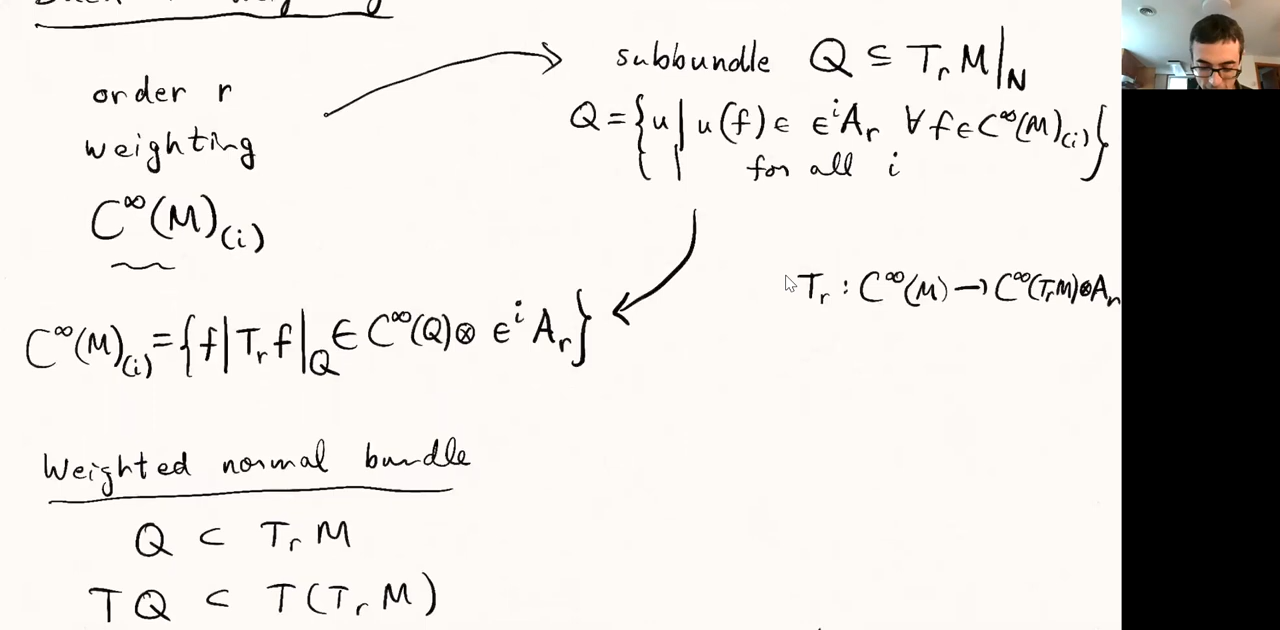 order r
weighting
C^∞(M)_(i)
subbundle Q ⊆ T_r M|_N
Q = {u | u(f) ∈ ϵ^i A_r ∀ f ∈ C^∞(M)_(i)}
for all i
T_r : C^∞(M) → C^∞(T_r M) ⊗ A_r
C^∞(M)_(i) = {f | T_r f|_Q ∈ C^∞(Q) ⊗ ϵ^i A_r}
Weighted normal bundle
Q ⊂ T_r M
TQ ⊂ T(T_r M)